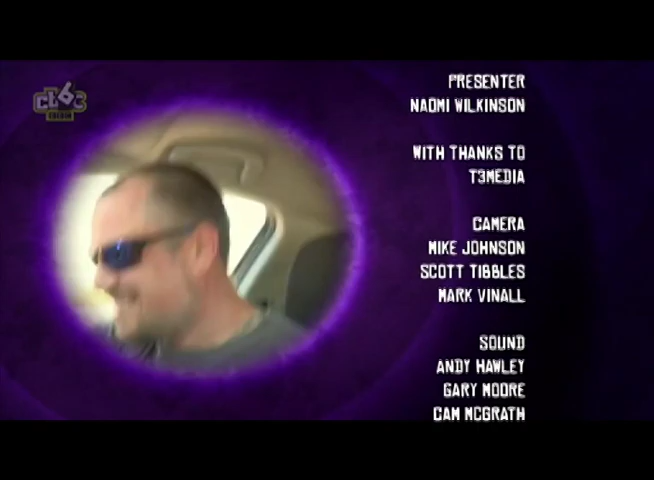 PRESENTER
NAOMI WILKINSON
WITH THANKS TO
T3MEDIA
CAMERA
MIKE JOHNSON
SCOTT TIBBLES
MARK VINALL
SOUND
ANDY HAWLEY
GARY MOORE
CAM MCGRATH